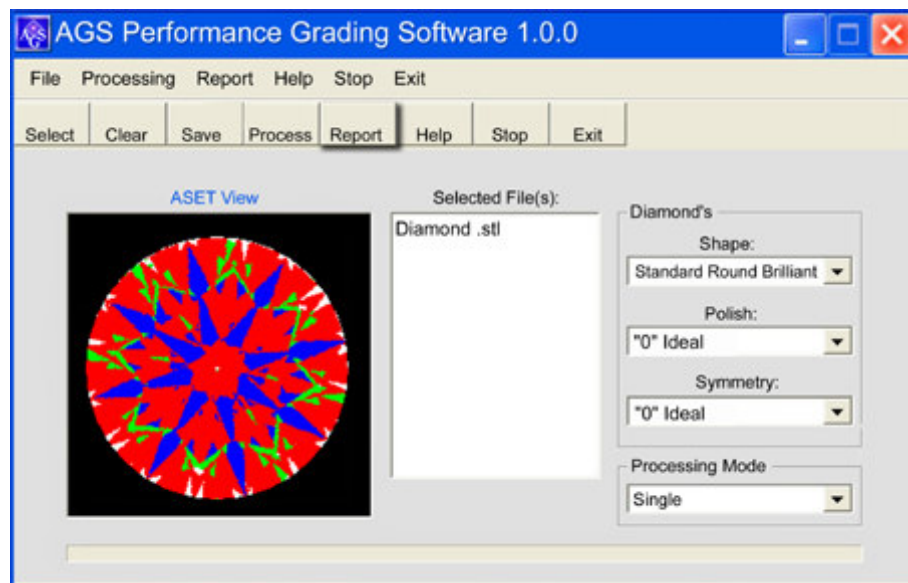 AGS Performance Grading Software 1.0.0
File Processing Report Help Stop Exit
Select Clear Save Process Report Help Stop Exit
ASET View
Selected File(s):
Diamond .stl
Diamond's
Shape:
Standard Round Brilliant
Polish:
"0" Ideal
Symmetry:
"0" Ideal
Processing Mode
Single